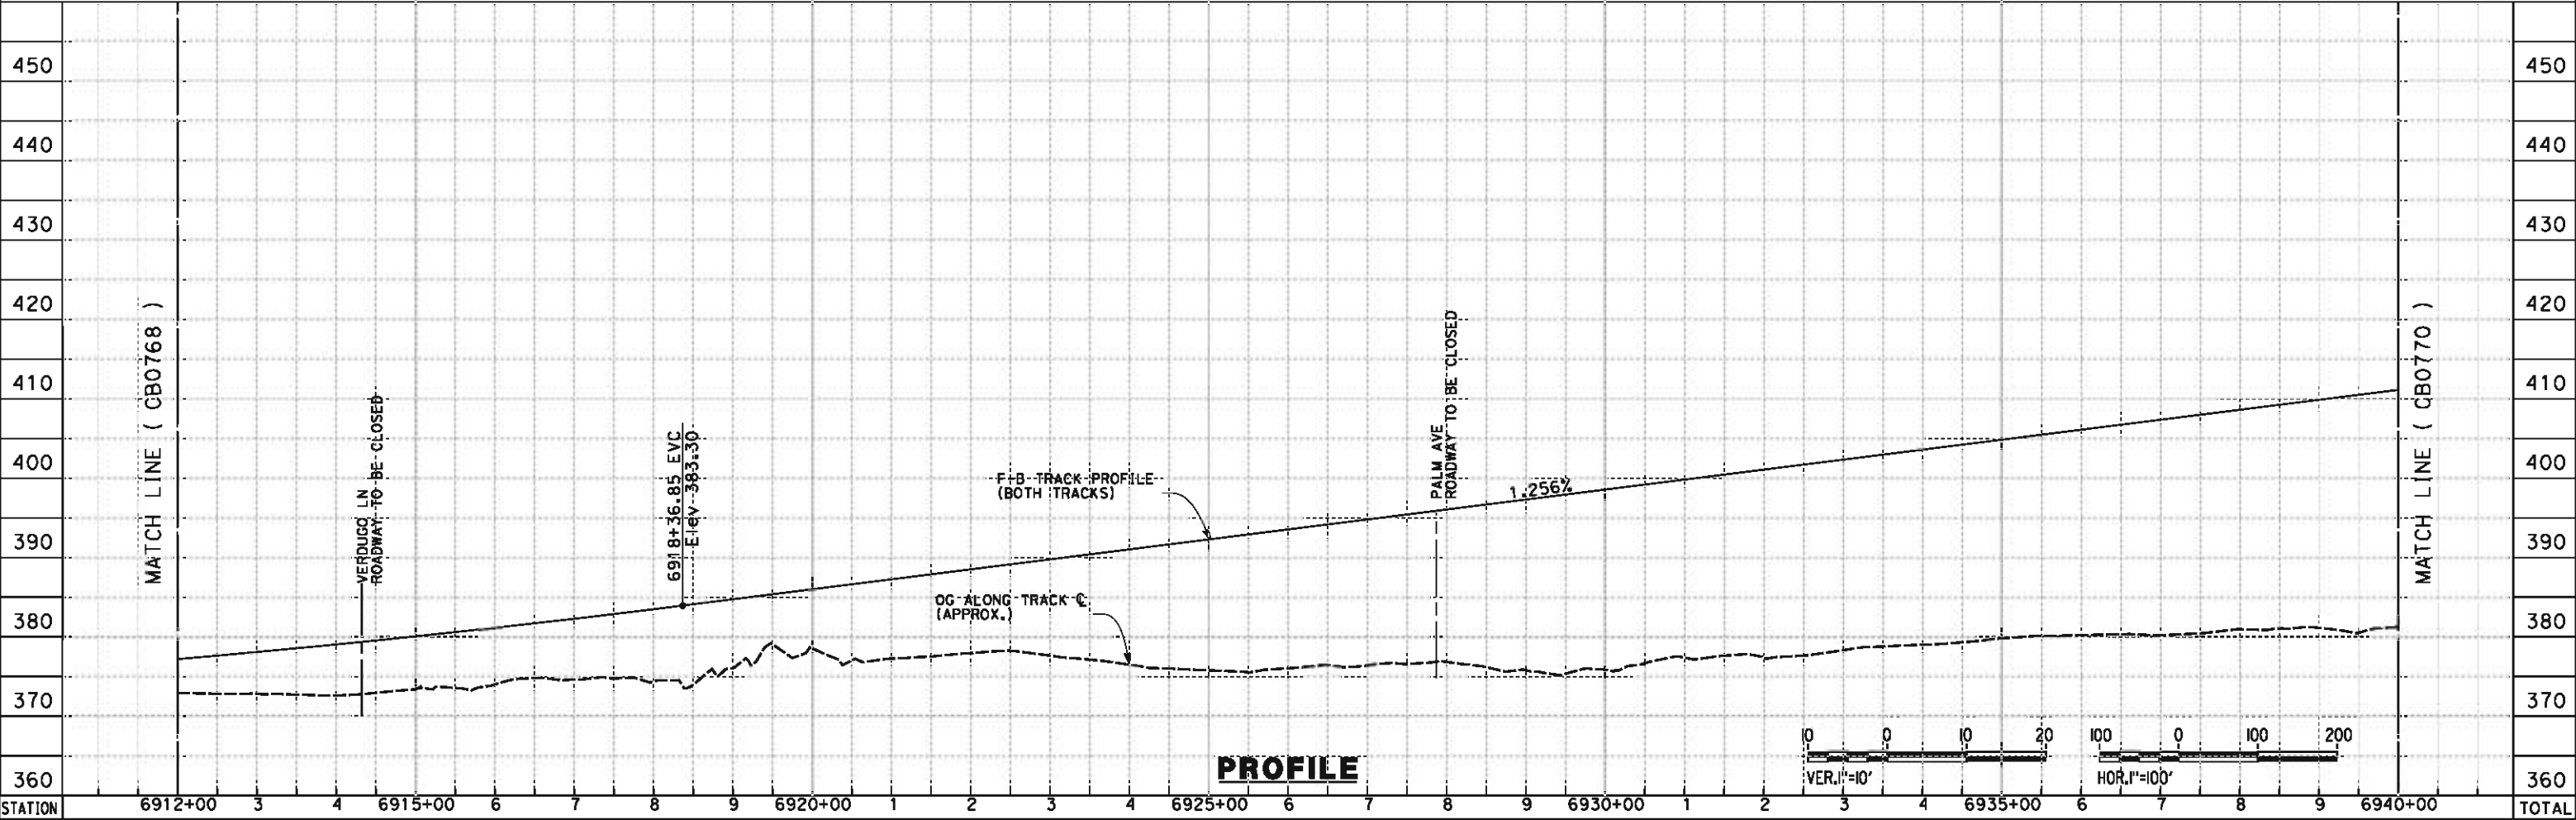 450
440
430
420
410
400
390
380
370
360
450
440
430
420
410
400
390
380
370
360
MATCH LINE ( CB0768 )
VERDUGO LN
ROADWAY TO BE CLOSED
6918+36.85 EVC
Elev 383.30
F-B TRACK PROFILE
(BOTH TRACKS)
OG ALONG TRACK ℄
(APPROX.)
PALM AVE
ROADWAY TO BE CLOSED
1.256%
MATCH LINE ( CB0770 )
PROFILE
10 0 10 20
VER.1"=10'
100 0 100 200
HOR.1"=100'
STATION 6912+00 3 4 6915+00 6 7 8 9 6920+00 1 2 3 4 6925+00 6 7 8 9 6930+00 1 2 3 4 6935+00 6 7 8 9 6940+00 TOTAL